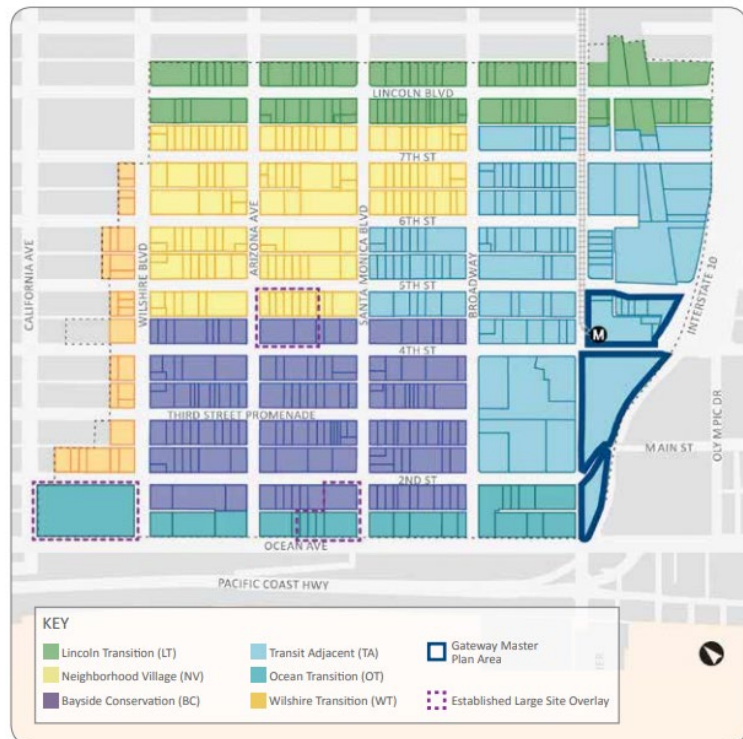 LINCOLN BLVD
7TH ST
6TH ST
5TH ST
4TH ST
THIRD STREET PROMENADE
2ND ST
OCEAN AVE
PACIFIC COAST HWY
CALIFORNIA AVE
WILSHIRE BLVD
ARIZONA AVE
SANTA MONICA BLVD
BROADWAY
INTERSTATE 10
M
MAIN ST
OLYMPIC DR
KEY
Lincoln Transition (LT)
Neighborhood Village (NV)
Bayside Conservation (BC)
Transit Adjacent (TA)
Ocean Transition (OT)
Wilshire Transition (WT)
Gateway Master
Plan Area
Established Large Site Overlay